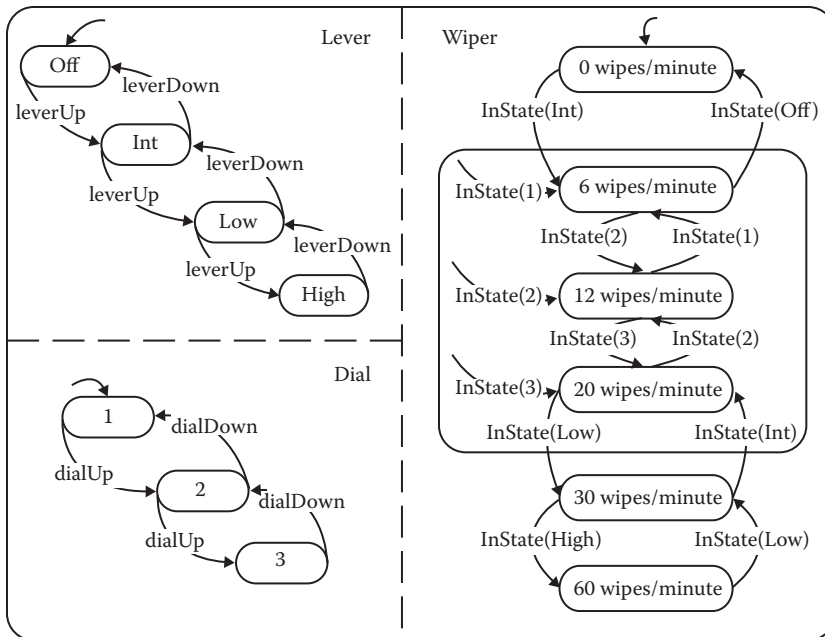 Lever
Off
leverUp
leverDown
Int
leverUp
leverDown
Low
leverUp
leverDown
High
Dial
1
dialUp
dialDown
2
dialUp
dialDown
3
Wiper
0 wipes/minute
InState(Int)
InState(Off)
InState(1)
6 wipes/minute
InState(2)
InState(1)
InState(2)
12 wipes/minute
InState(3)
InState(2)
InState(3)
20 wipes/minute
InState(Low)
InState(Int)
30 wipes/minute
InState(High)
InState(Low)
60 wipes/minute